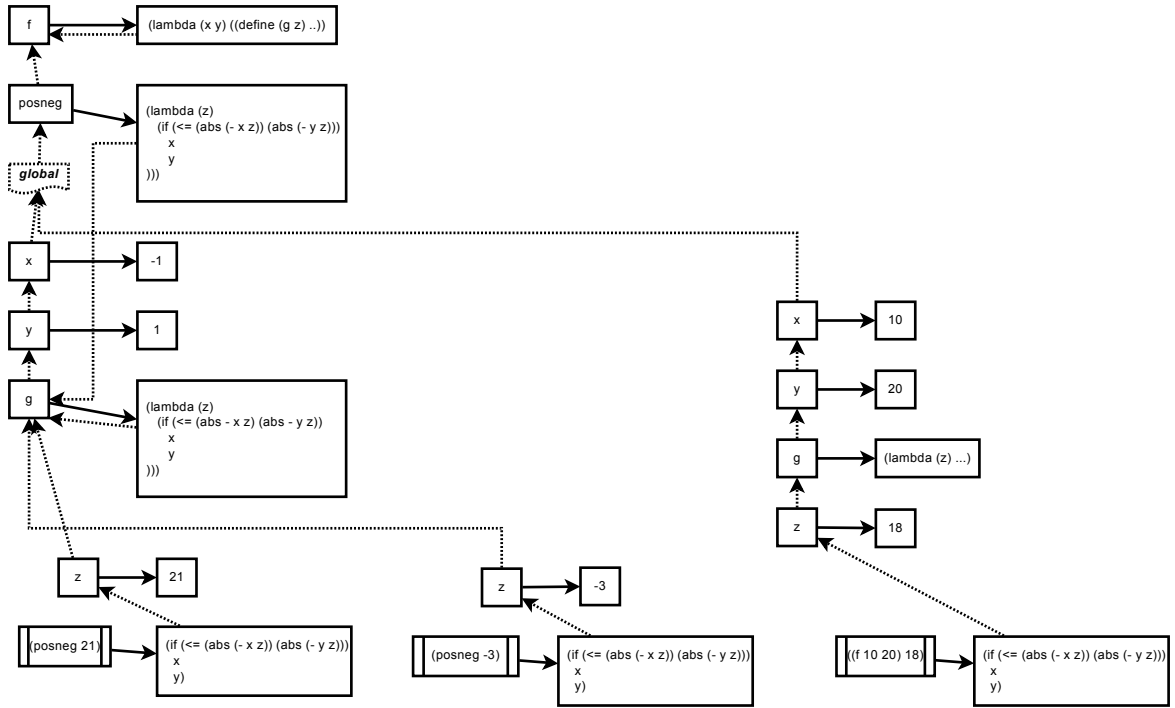 f
(lambda (x y) ((define (g z) ..))
posneg
(lambda (z)
(if (<= (abs (- x z)) (abs (- y z)))
x
y
)))
global
x
-1
y
1
g
(lambda (z)
(if (<= (abs - x z) (abs - y z))
x
y
)))
x
10
y
20
g
(lambda (z) ...)
z
18
z
21
z
-3
(posneg 21)
(if (<= (abs (- x z)) (abs (- y z)))
x
y)
(posneg -3)
(if (<= (abs (- x z)) (abs (- y z)))
x
y)
((f 10 20) 18)
(if (<= (abs (- x z)) (abs (- y z)))
x
y)